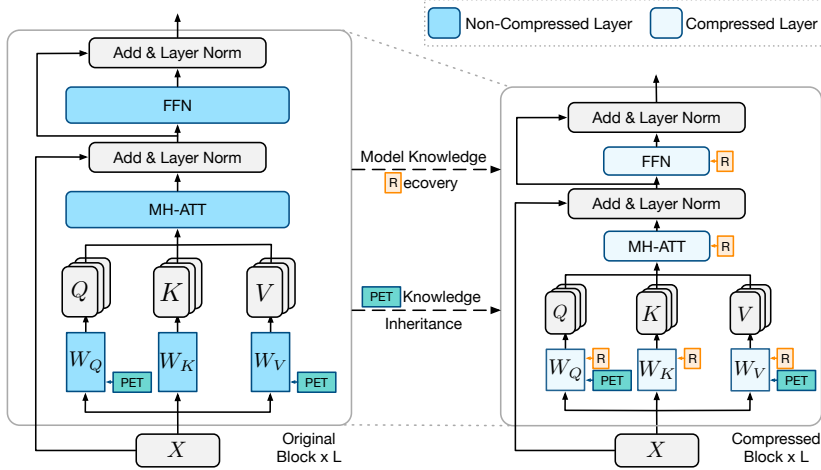 Non-Compressed Layer
Compressed Layer
Add & Layer Norm
FFN
Add & Layer Norm
MH-ATT
Q
K
V
W_Q
W_K
W_V
PET
PET
X
Original
Block x L
Model Knowledge
R ecovery
PET Knowledge
Inheritance
Add & Layer Norm
FFN
R
Add & Layer Norm
MH-ATT
R
Q
K
V
W_Q
R
PET
W_K
R
W_V
R
PET
X
Compressed
Block x L